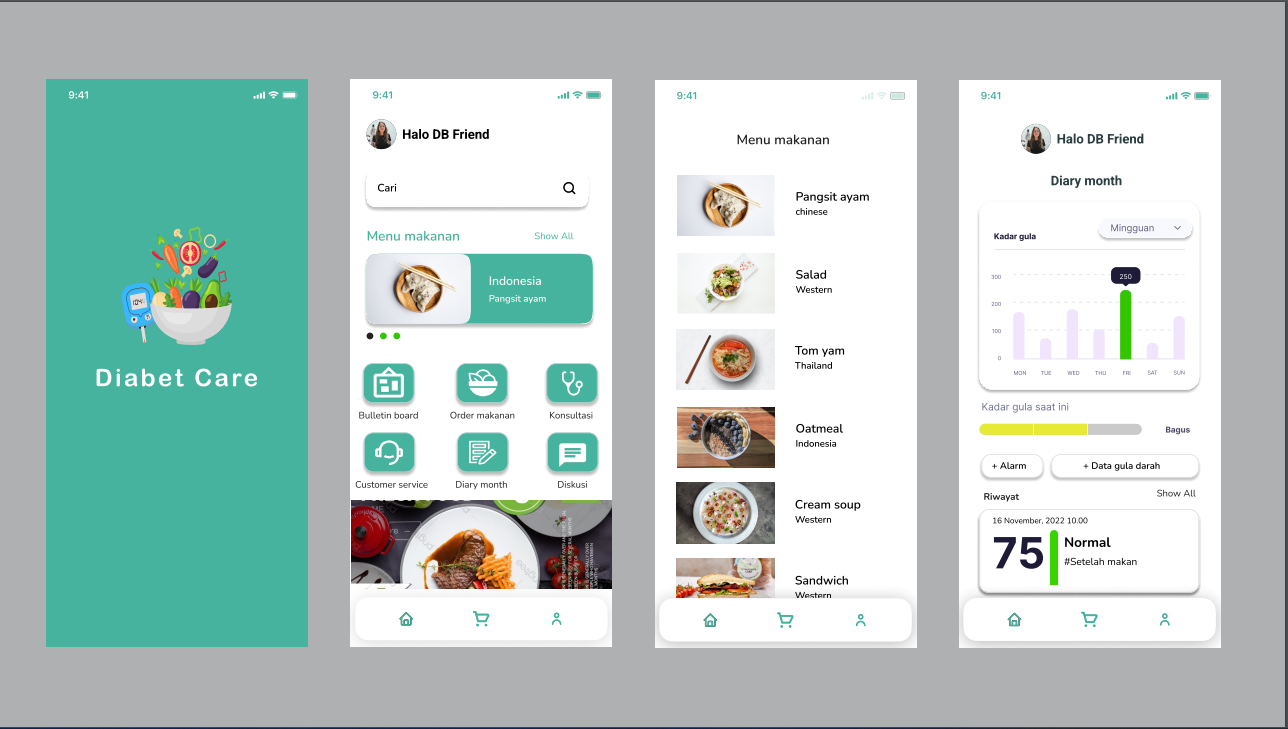 9:41
104
Diabet Care
9:41
Halo DB Friend
Cari
Menu makanan
Show All
Indonesia
Pangsit ayam
Bulletin board
Order makanan
Konsultasi
Customer service
Diary month
Diskusi
9:41
Menu makanan
Pangsit ayam
chinese
Salad
Western
Tom yam
Thailand
Oatmeal
Indonesia
Cream soup
Western
Sandwich
Western
9:41
Halo DB Friend
Diary month
Kadar gula
Mingguan
300
250
200
100
0
MON TUE WED THU FRI SAT SUN
Kadar gula saat ini
Bagus
+ Alarm
+ Data gula darah
Riwayat
Show All
16 November, 2022 10.00
75
Normal
#Setelah makan